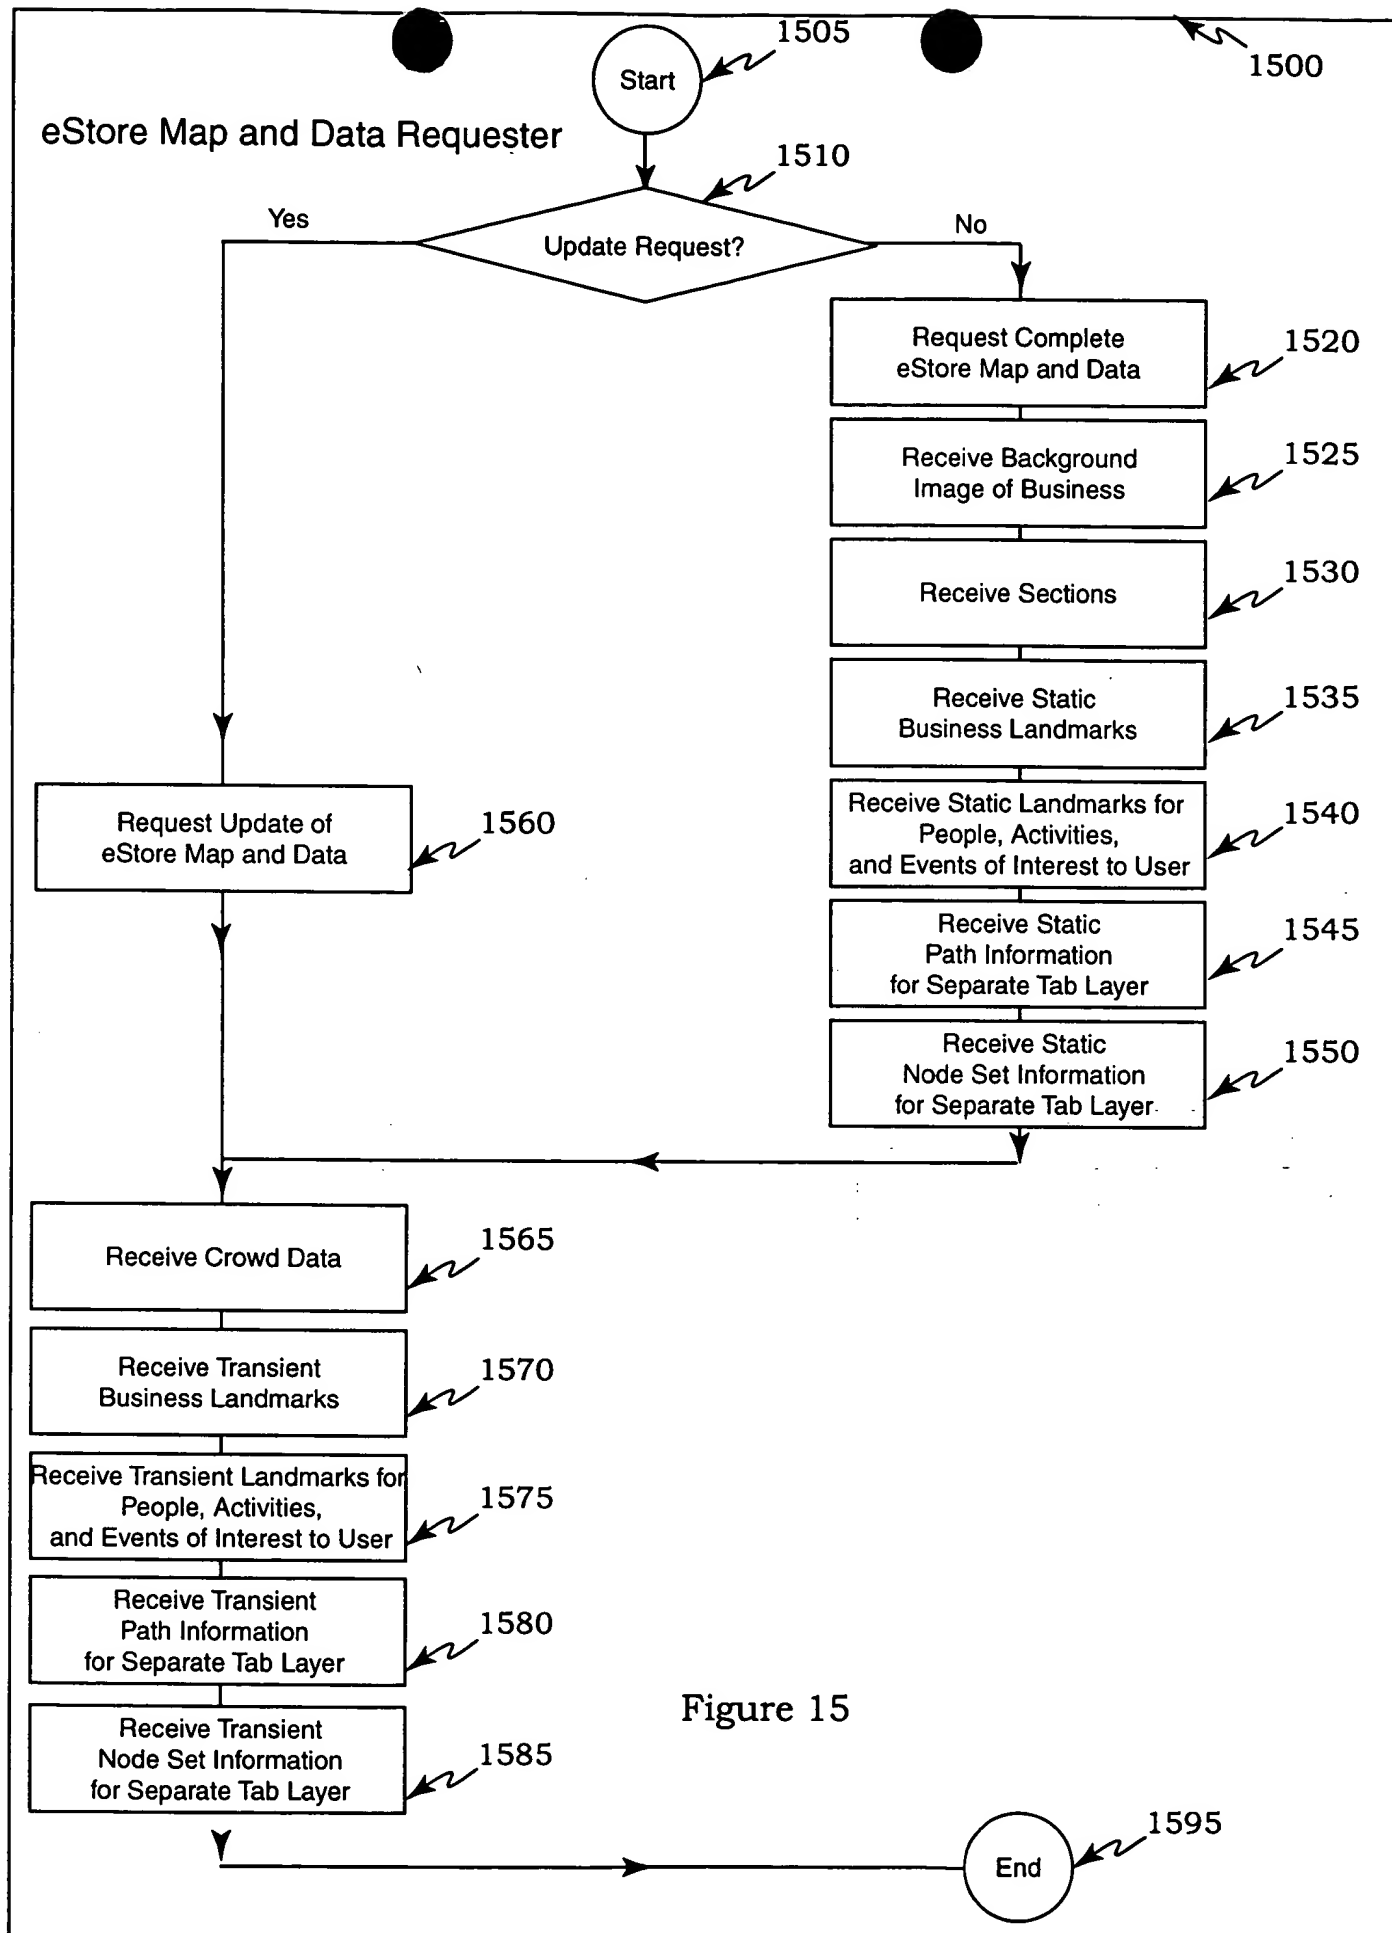 1505
1500
Start
eStore Map and Data Requester
1510
Yes
No
Update Request?
Request Complete
eStore Map and Data
1520
Receive Background
Image of Business
1525
Receive Sections
1530
Receive Static
Business Landmarks
1535
Request Update of
eStore Map and Data
1560
Receive Static Landmarks for
People, Activities,
and Events of Interest to User
1540
Receive Static
Path Information
for Separate Tab Layer
1545
Receive Static
Node Set Information
for Separate Tab Layer
1550
Receive Crowd Data
1565
Receive Transient
Business Landmarks
1570
Receive Transient Landmarks for
People, Activities,
and Events of Interest to User
1575
Receive Transient
Path Information
for Separate Tab Layer
1580
Receive Transient
Node Set Information
for Separate Tab Layer
1585
Figure 15
End
1595